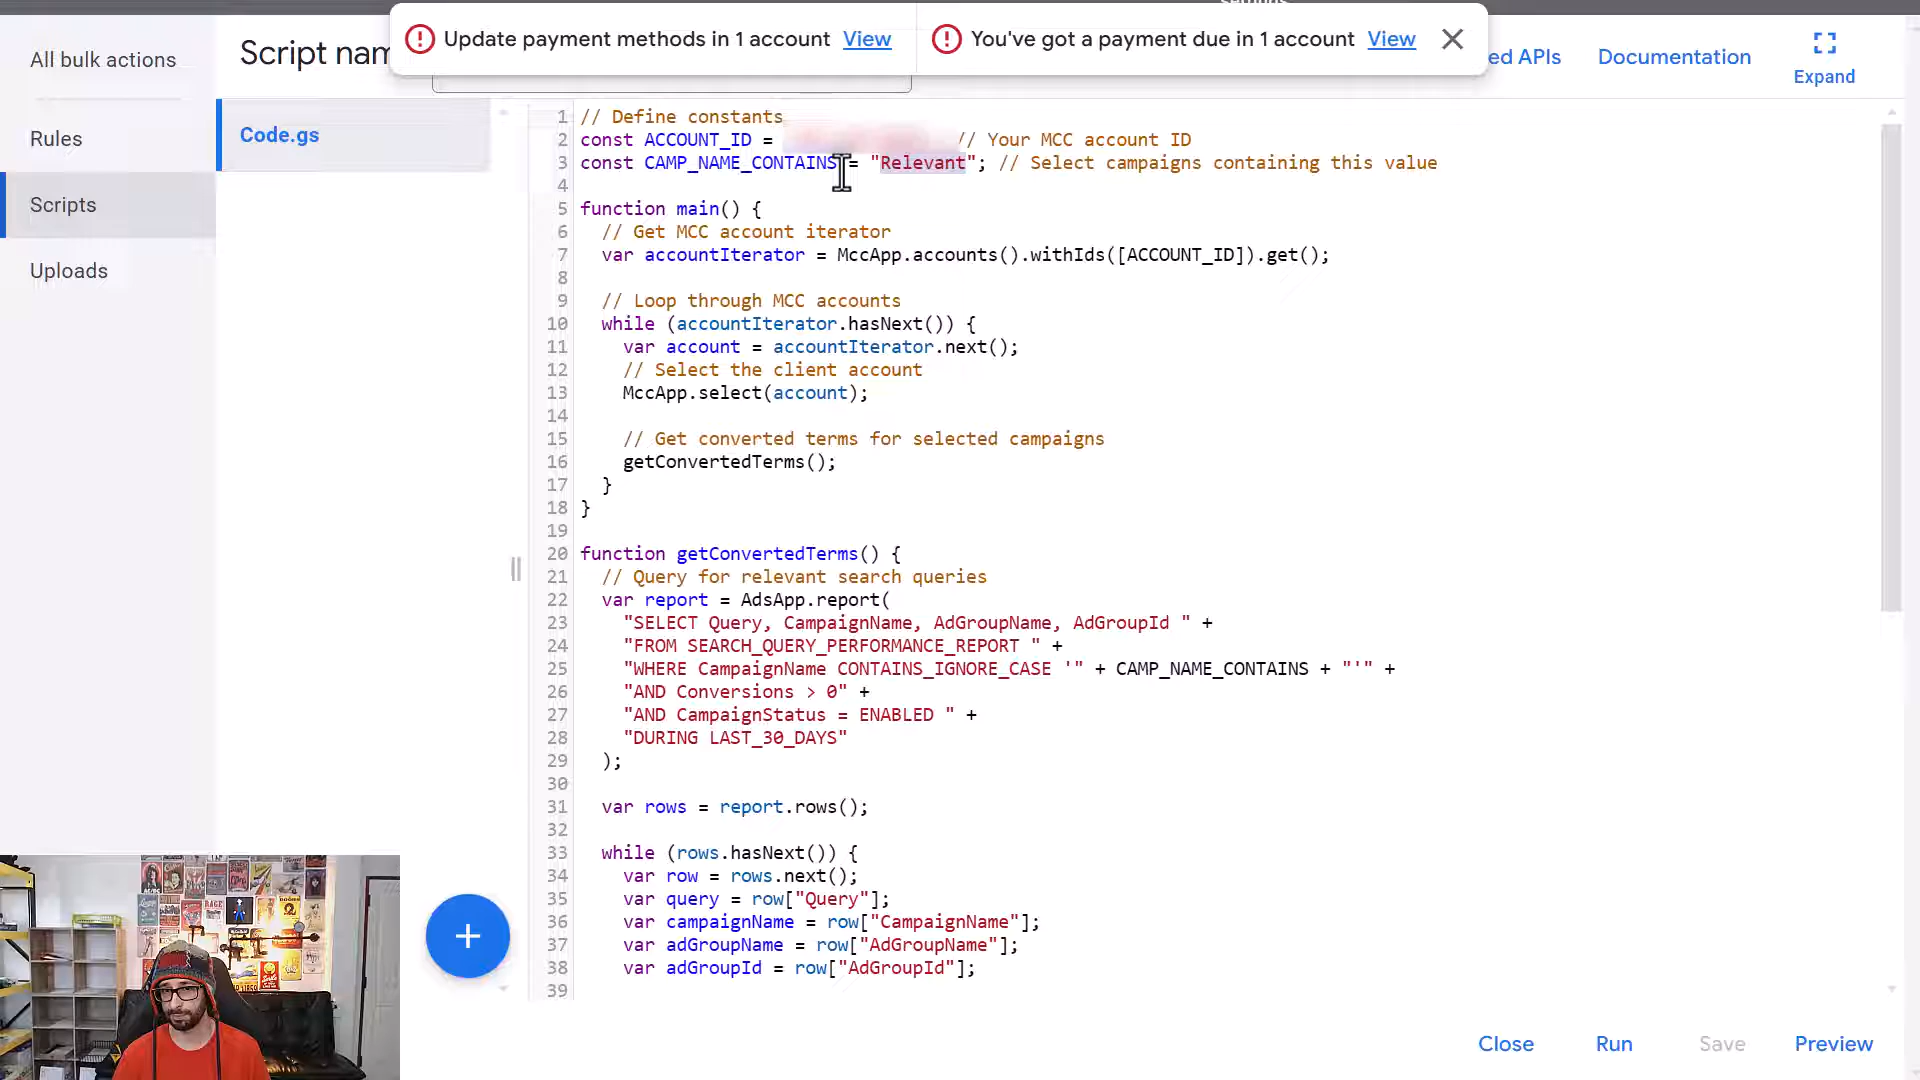 settings
Update payment methods in 1 account View
You've got a payment due in 1 account View
All bulk actions
Rules
Scripts
Uploads
Script nam
ed APIs
Documentation
Expand
Code.gs
1 // Define constants
2 const ACCOUNT_ID = // Your MCC account ID
3 const CAMP_NAME_CONTAINS = "Relevant"; // Select campaigns containing this value
4
5 function main() {
6 // Get MCC account iterator
7 var accountIterator = MccApp.accounts().withIds([ACCOUNT_ID]).get();
8
9 // Loop through MCC accounts
10 while (accountIterator.hasNext()) {
11 var account = accountIterator.next();
12 // Select the client account
13 MccApp.select(account);
14
15 // Get converted terms for selected campaigns
16 getConvertedTerms();
17 }
18 }
19
20 function getConvertedTerms() {
21 // Query for relevant search queries
22 var report = AdsApp.report(
23 "SELECT Query, CampaignName, AdGroupName, AdGroupId " +
24 "FROM SEARCH_QUERY_PERFORMANCE_REPORT " +
25 "WHERE CampaignName CONTAINS_IGNORE_CASE '" + CAMP_NAME_CONTAINS + "'" +
26 "AND Conversions > 0" +
27 "AND CampaignStatus = ENABLED " +
28 "DURING LAST_30_DAYS"
29 );
30
31 var rows = report.rows();
32
33 while (rows.hasNext()) {
34 var row = rows.next();
35 var query = row["Query"];
36 var campaignName = row["CampaignName"];
37 var adGroupName = row["AdGroupName"];
38 var adGroupId = row["AdGroupId"];
39
Close
Run
Save
Preview